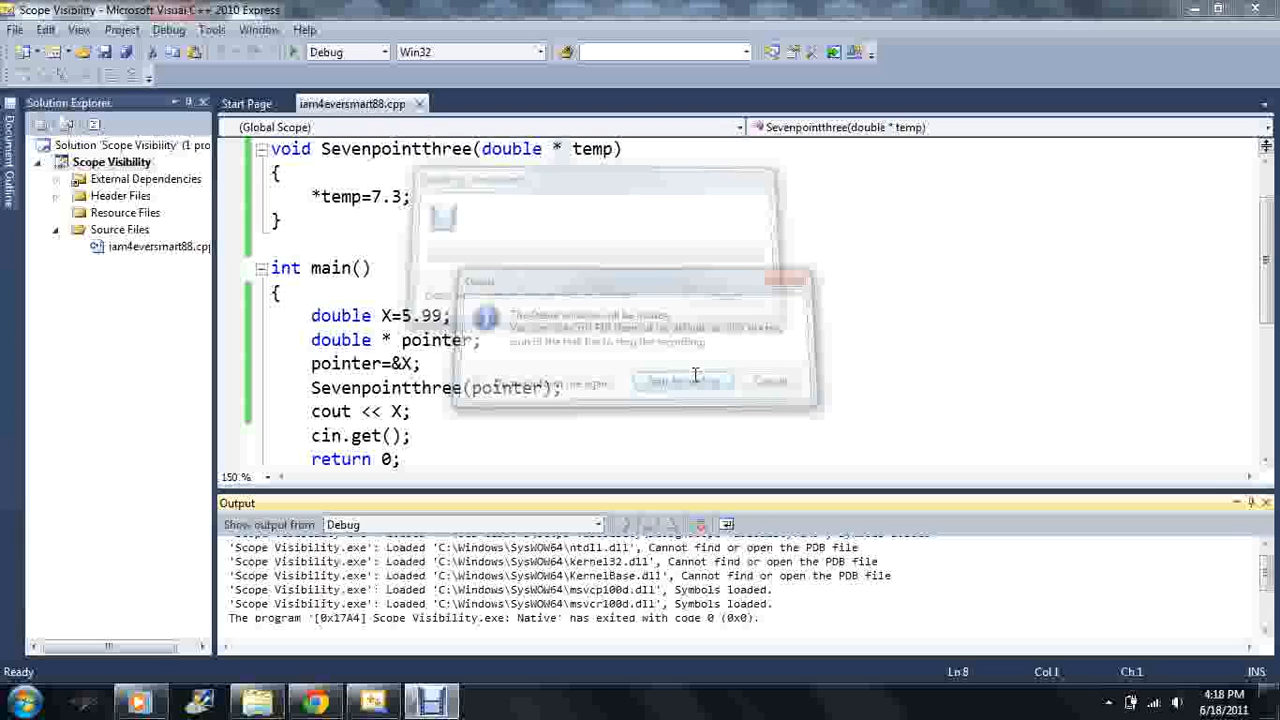 Scope Visibility - Microsoft Visual C++ 2010 Express
File Edit View Project Debug Tools Window Help
Debug Win32
Solution Explorer
Start Page iam4eversmart88.cpp
Document Outline
(Global Scope) Sevenpointthree(double * temp)
Solution 'Scope Visibility' (1 pro
Scope Visibility
External Dependencies
Header Files
Resource Files
Source Files
iam4eversmart88.cp
void Sevenpointthree(double * temp)
{
*temp=7.3;
}
int main()
{
double X=5.99;
double * pointer;
pointer=&X;
Sevenpointthree(pointer);
cout << X;
cin.get();
return 0;
150 %
Output
Show output from Debug
'Scope Visibility.exe': Loaded 'C:\Windows\SysWOW64\ntdll.dll', Cannot find or open the PDB file
'Scope Visibility.exe': Loaded 'C:\Windows\SysWOW64\kernel32.dll', Cannot find or open the PDB file
'Scope Visibility.exe': Loaded 'C:\Windows\SysWOW64\KernelBase.dll', Cannot find or open the PDB file
'Scope Visibility.exe': Loaded 'C:\Windows\SysWOW64\msvcp100d.dll', Symbols loaded.
'Scope Visibility.exe': Loaded 'C:\Windows\SysWOW64\msvcr100d.dll', Symbols loaded.
The program '[0x17A4] Scope Visibility.exe: Native' has exited with code 0 (0x0).
Ready Ln 8 Col 1 Ch 1 INS
4:18 PM
6/18/2011